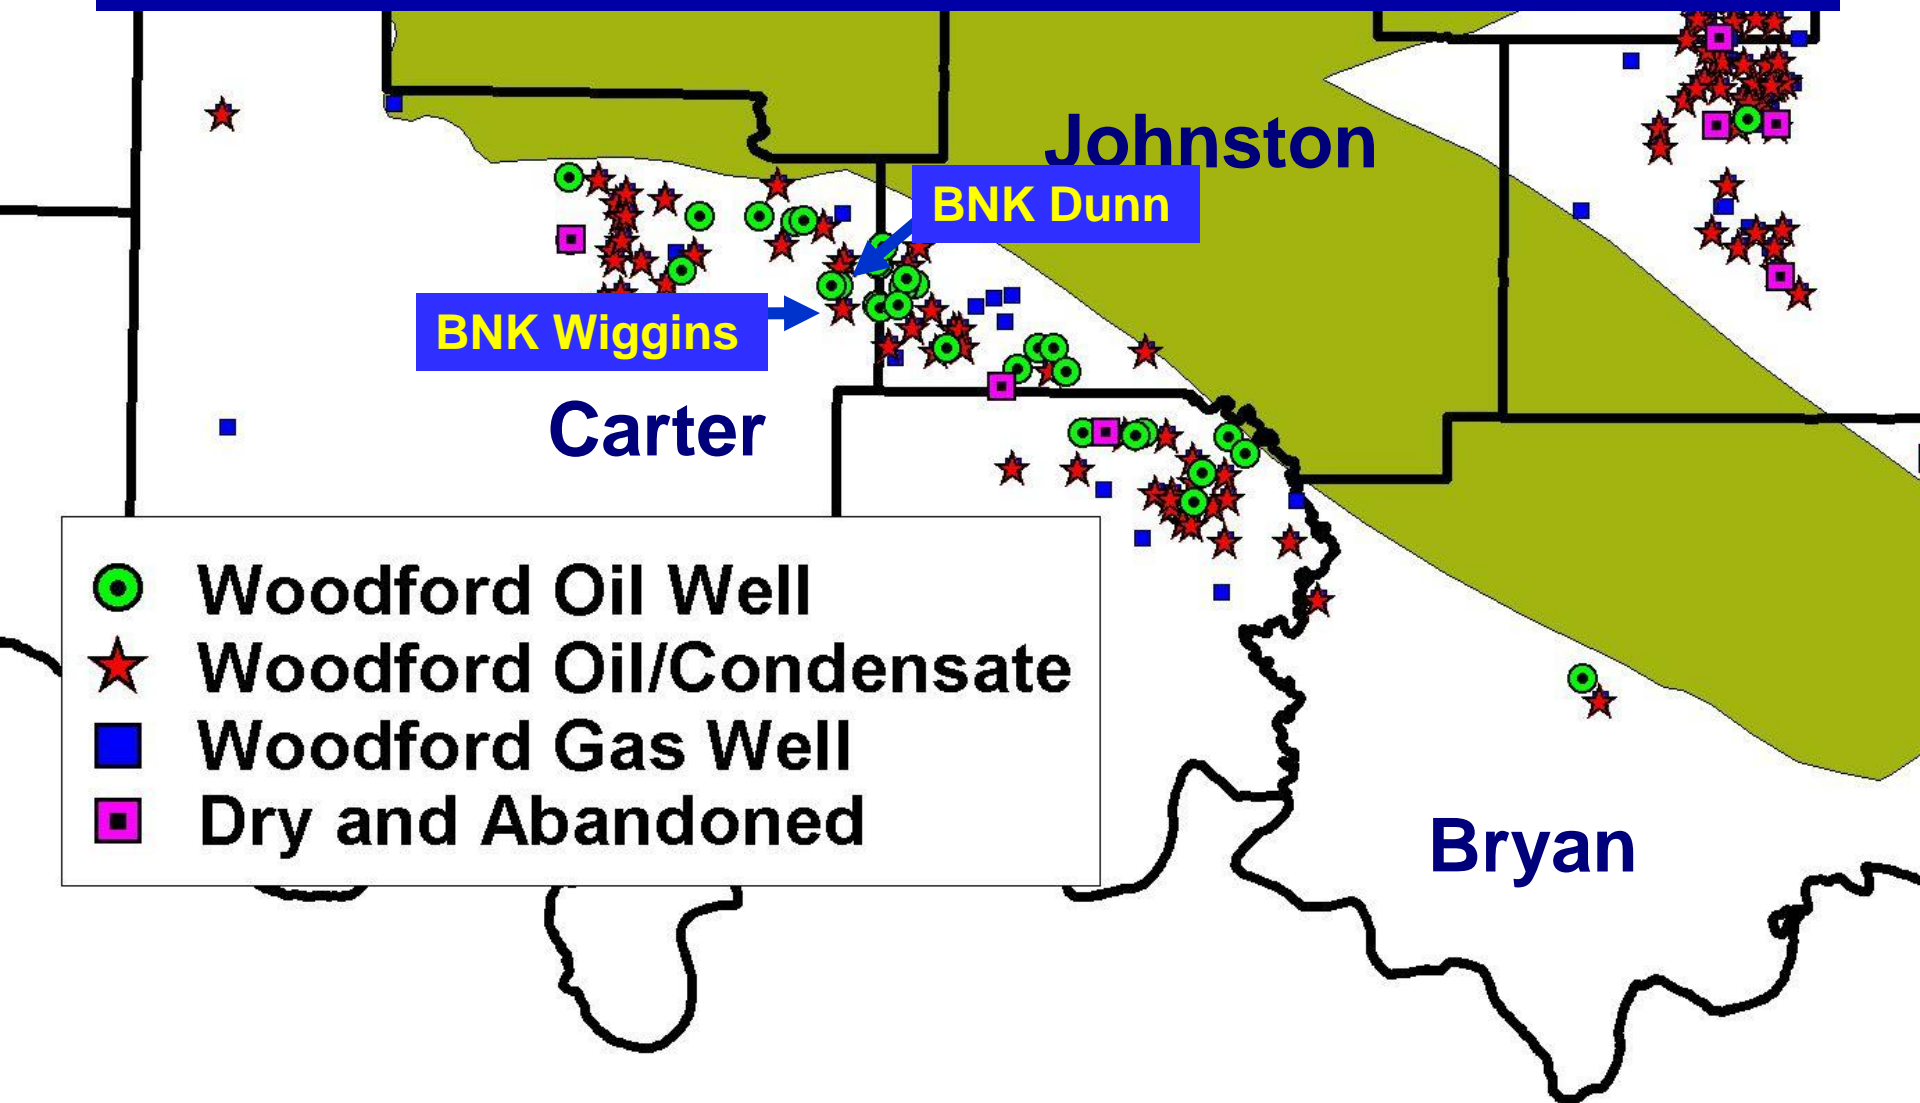 Johnston
BNK Dunn
BNK Wiggins
Carter
Woodford Oil Well
Woodford Oil/Condensate
Woodford Gas Well
Dry and Abandoned
Bryan